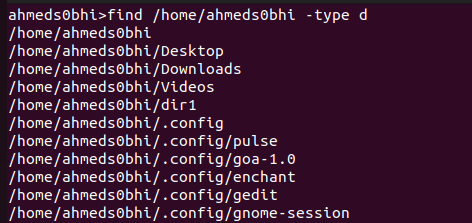 ahmeds0bhi>find /home/ahmeds0bhi -type d
/home/ahmeds0bhi
/home/ahmeds0bhi/Desktop
/home/ahmeds0bhi/Downloads
/home/ahmeds0bhi/Videos
/home/ahmeds0bhi/dir1
/home/ahmeds0bhi/.config
/home/ahmeds0bhi/.config/pulse
/home/ahmeds0bhi/.config/goa-1.0
/home/ahmeds0bhi/.config/enchant
/home/ahmeds0bhi/.config/gedit
/home/ahmeds0bhi/.config/gnome-session